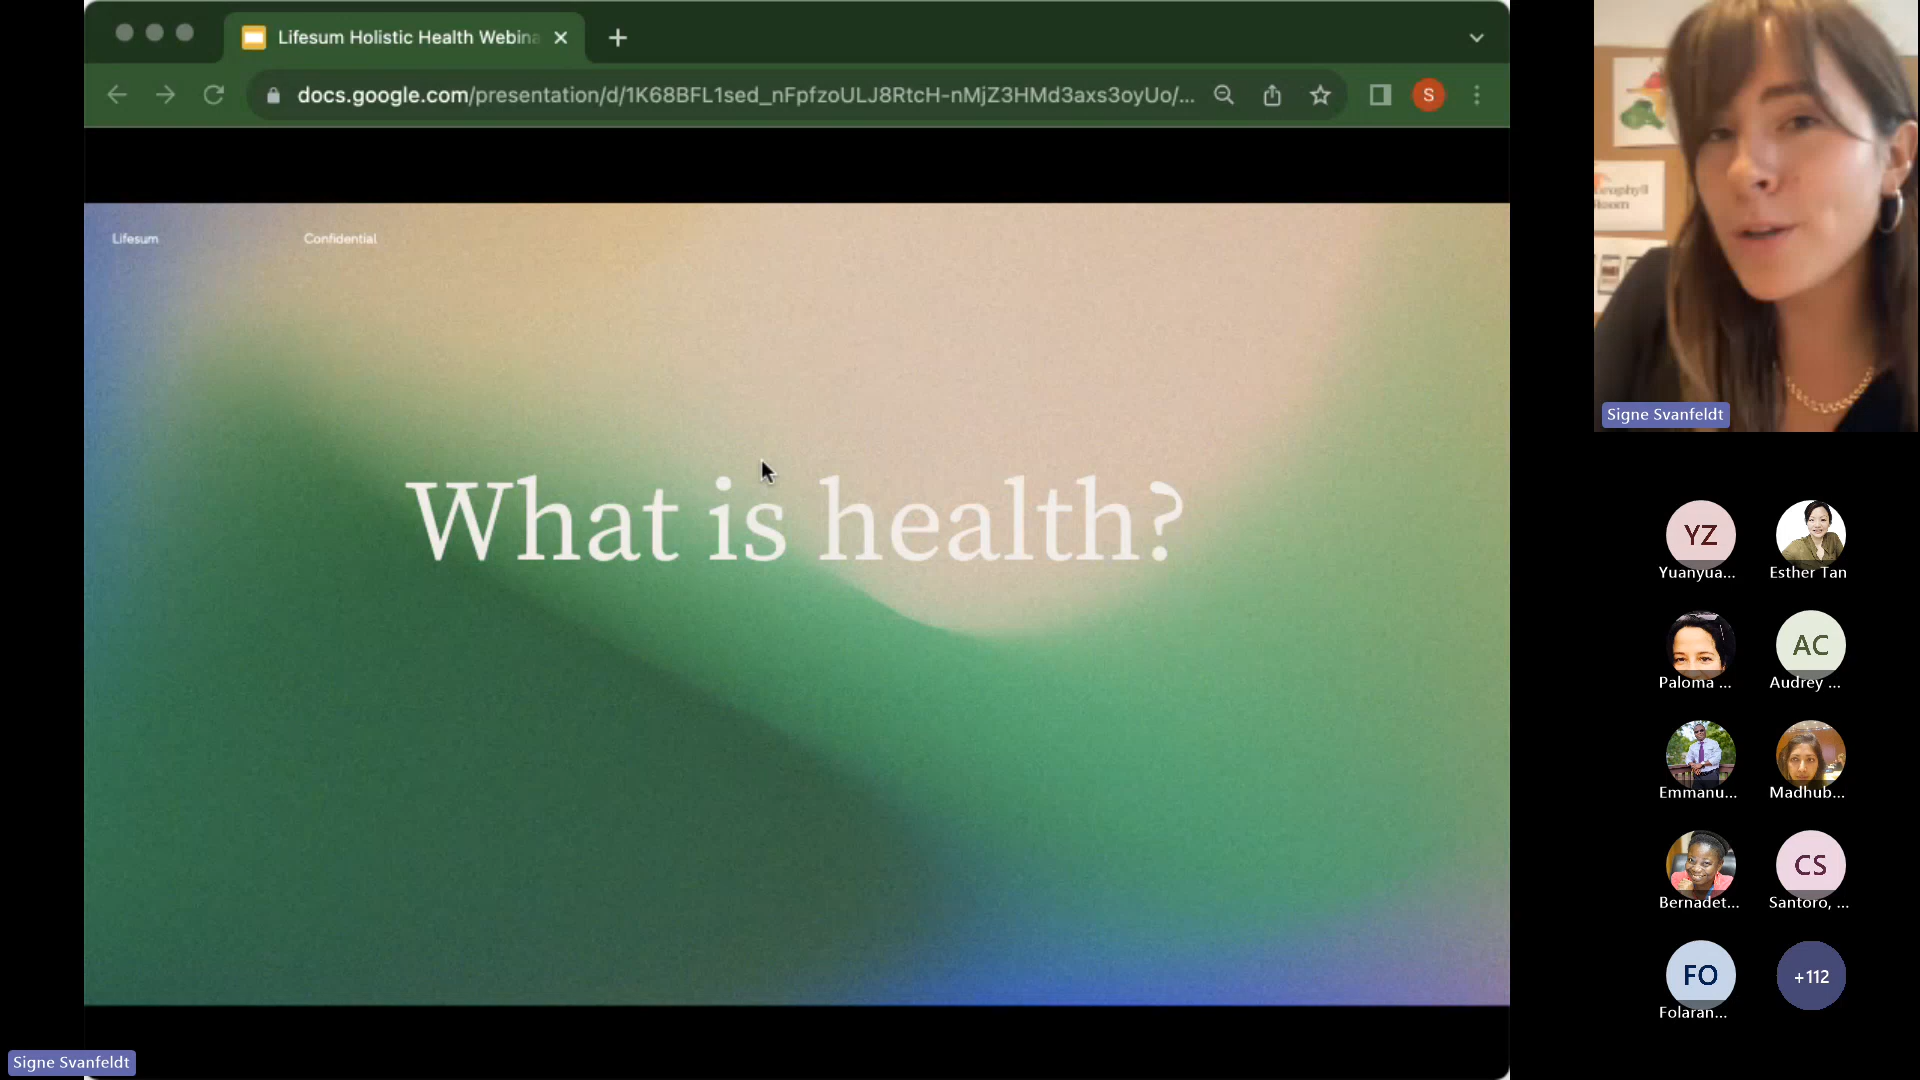 Lifesum Holistic Health Webina
docs.google.com/presentation/d/1K68BFL1sed_nFpfzoULJ8RtcH-nMjZ3HMd3axs3oyUo/...
S
Lifesum
Confidential
What is health?
Signe Svanfeldt
YZ
Yuanyua...
Esther Tan
Paloma ...
AC
Audrey ...
Emmanu...
Madhub...
Bernadet...
CS
Santoro, ...
FO
Folaran...
+112
Signe Svanfeldt